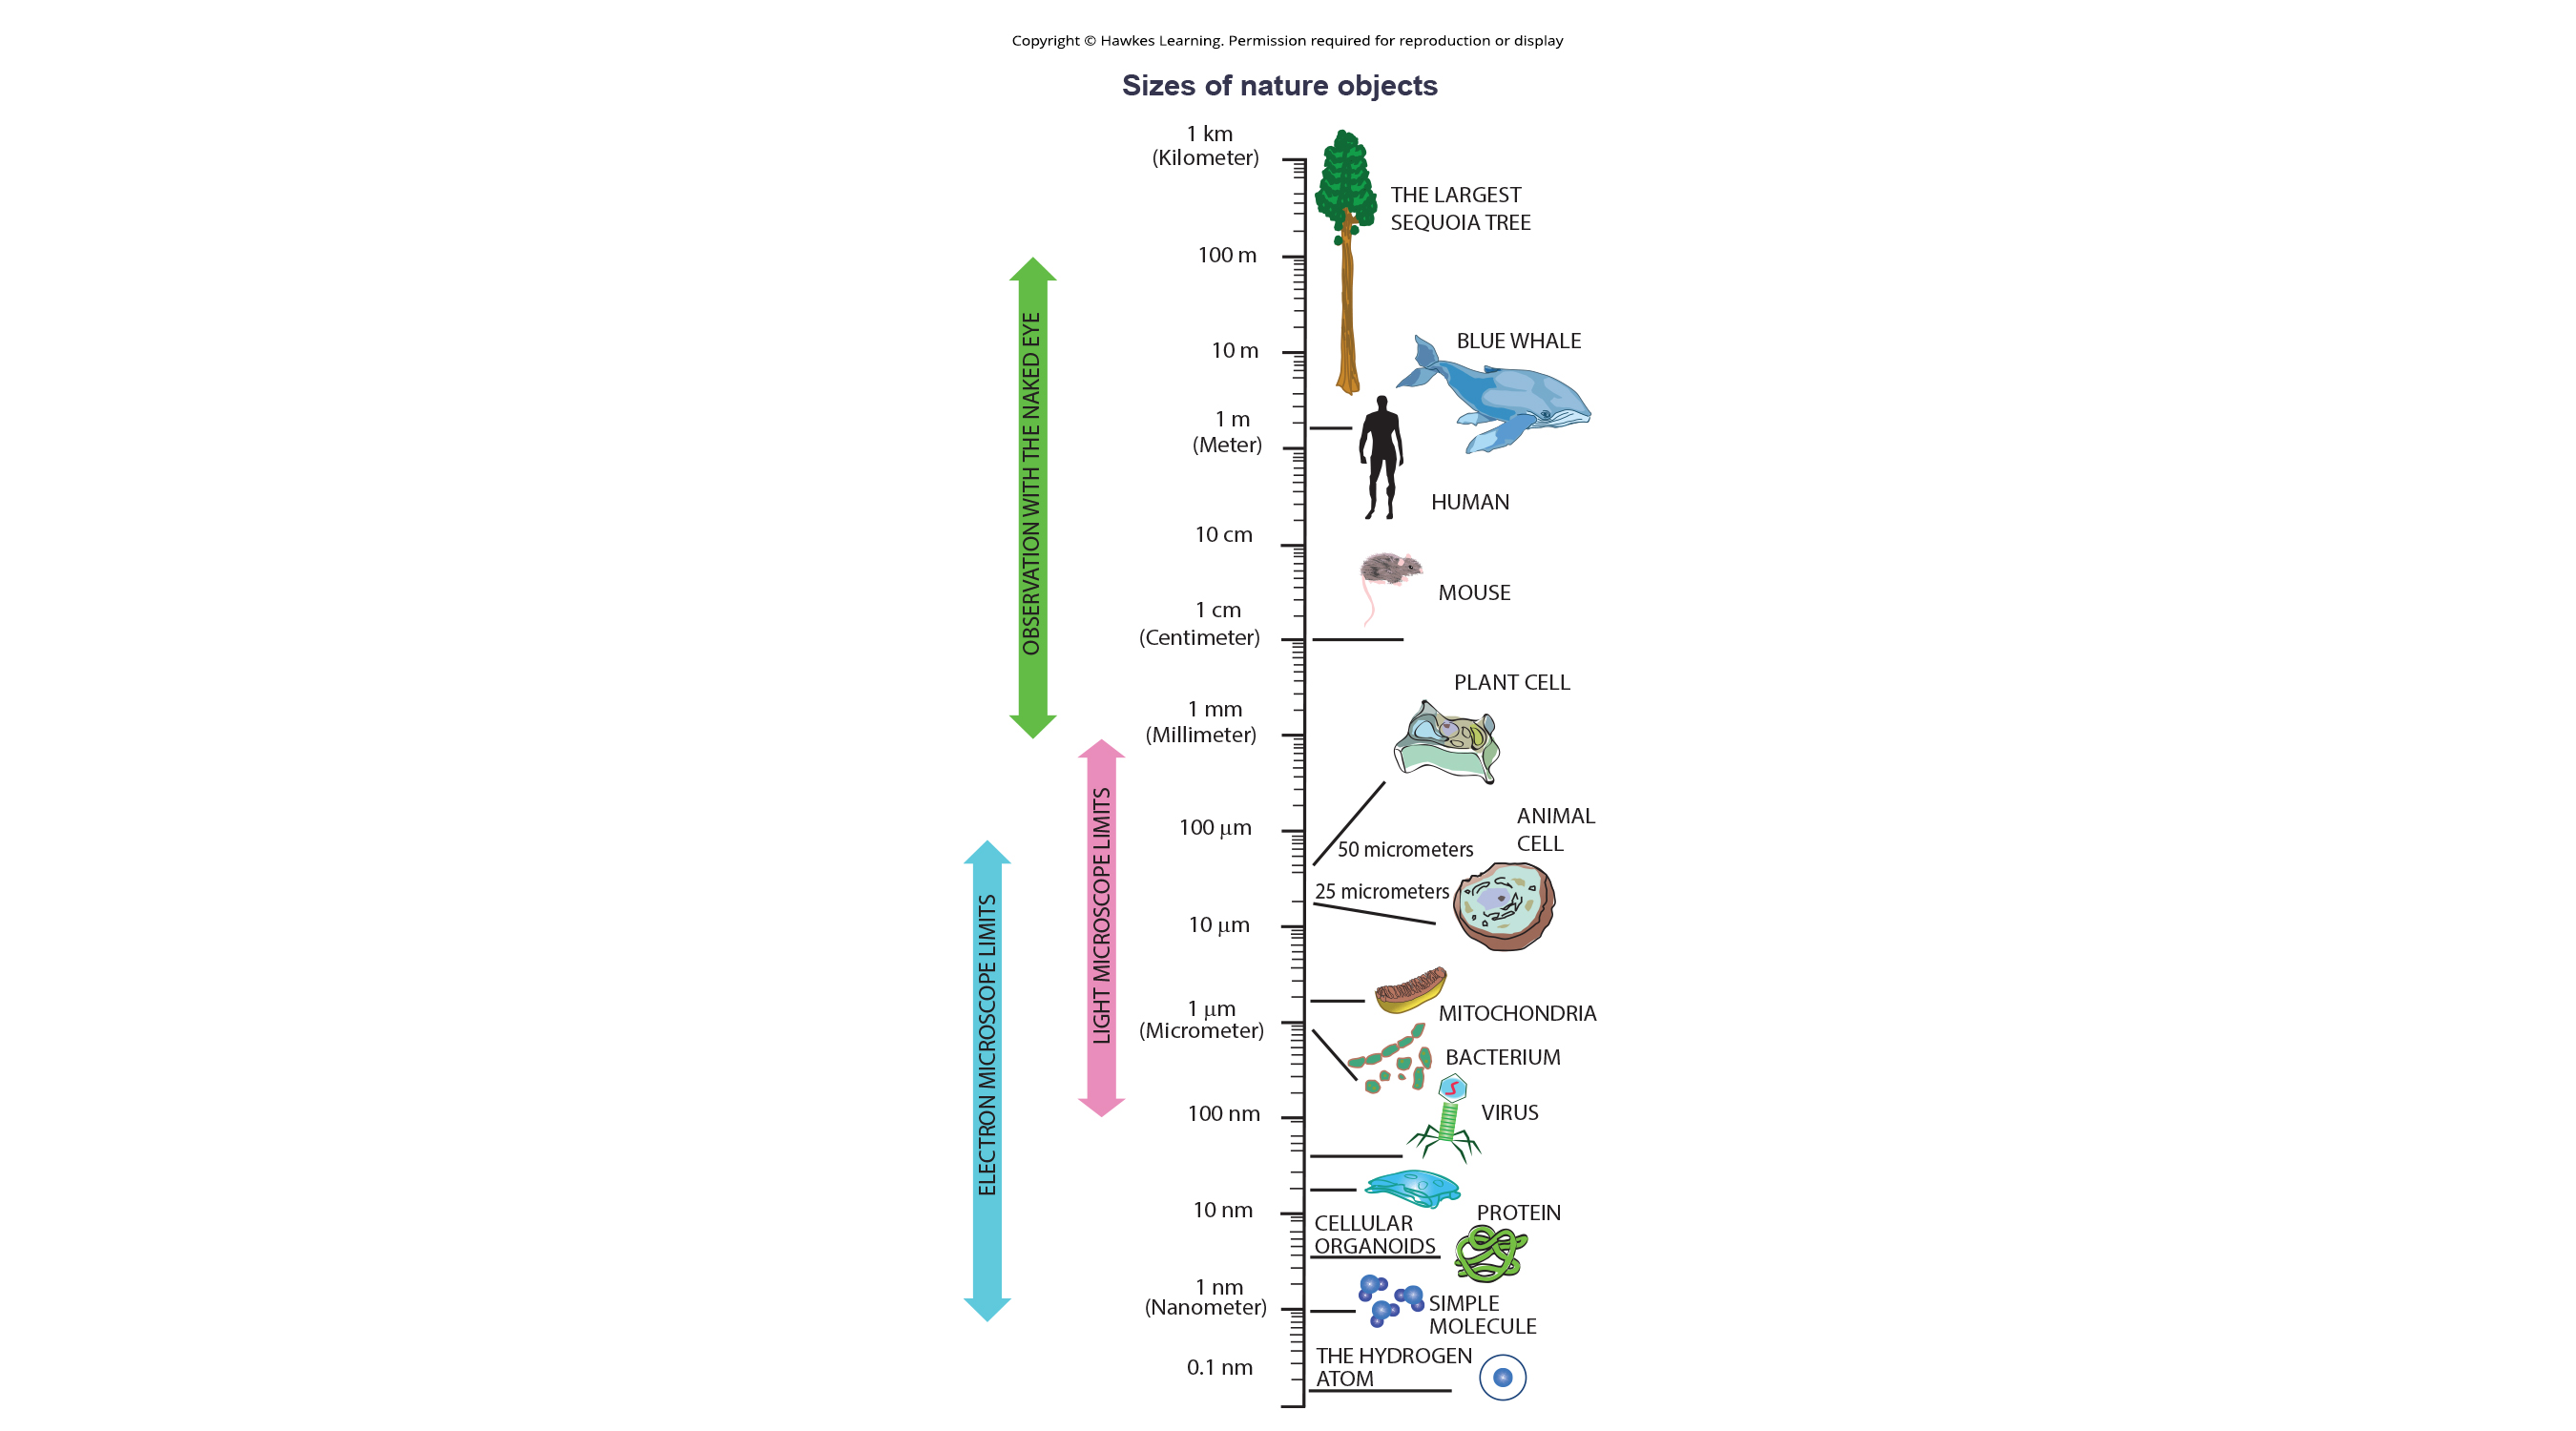 Copyright © Hawkes Learning. Permission required for reproduction or display
Sizes of nature objects
1 km
(Kilometer)
THE LARGEST
SEQUOIA TREE
100 m
BLUE WHALE
10 m
1 m
(Meter)
HUMAN
10 cm
MOUSE
1 cm
(Centimeter)
PLANT CELL
1 mm
(Millimeter)
ANIMAL
CELL
100 μm
50 micrometers
25 micrometers
10 μm
1 μm
(Micrometer)
MITOCHONDRIA
BACTERIUM
100 nm
VIRUS
10 nm
PROTEIN
CELLULAR
ORGANOIDS
1 nm
(Nanometer)
SIMPLE
MOLECULE
THE HYDROGEN
ATOM
0.1 nm
OBSERVATION WITH THE NAKED EYE
LIGHT MICROSCOPE LIMITS
ELECTRON MICROSCOPE LIMITS